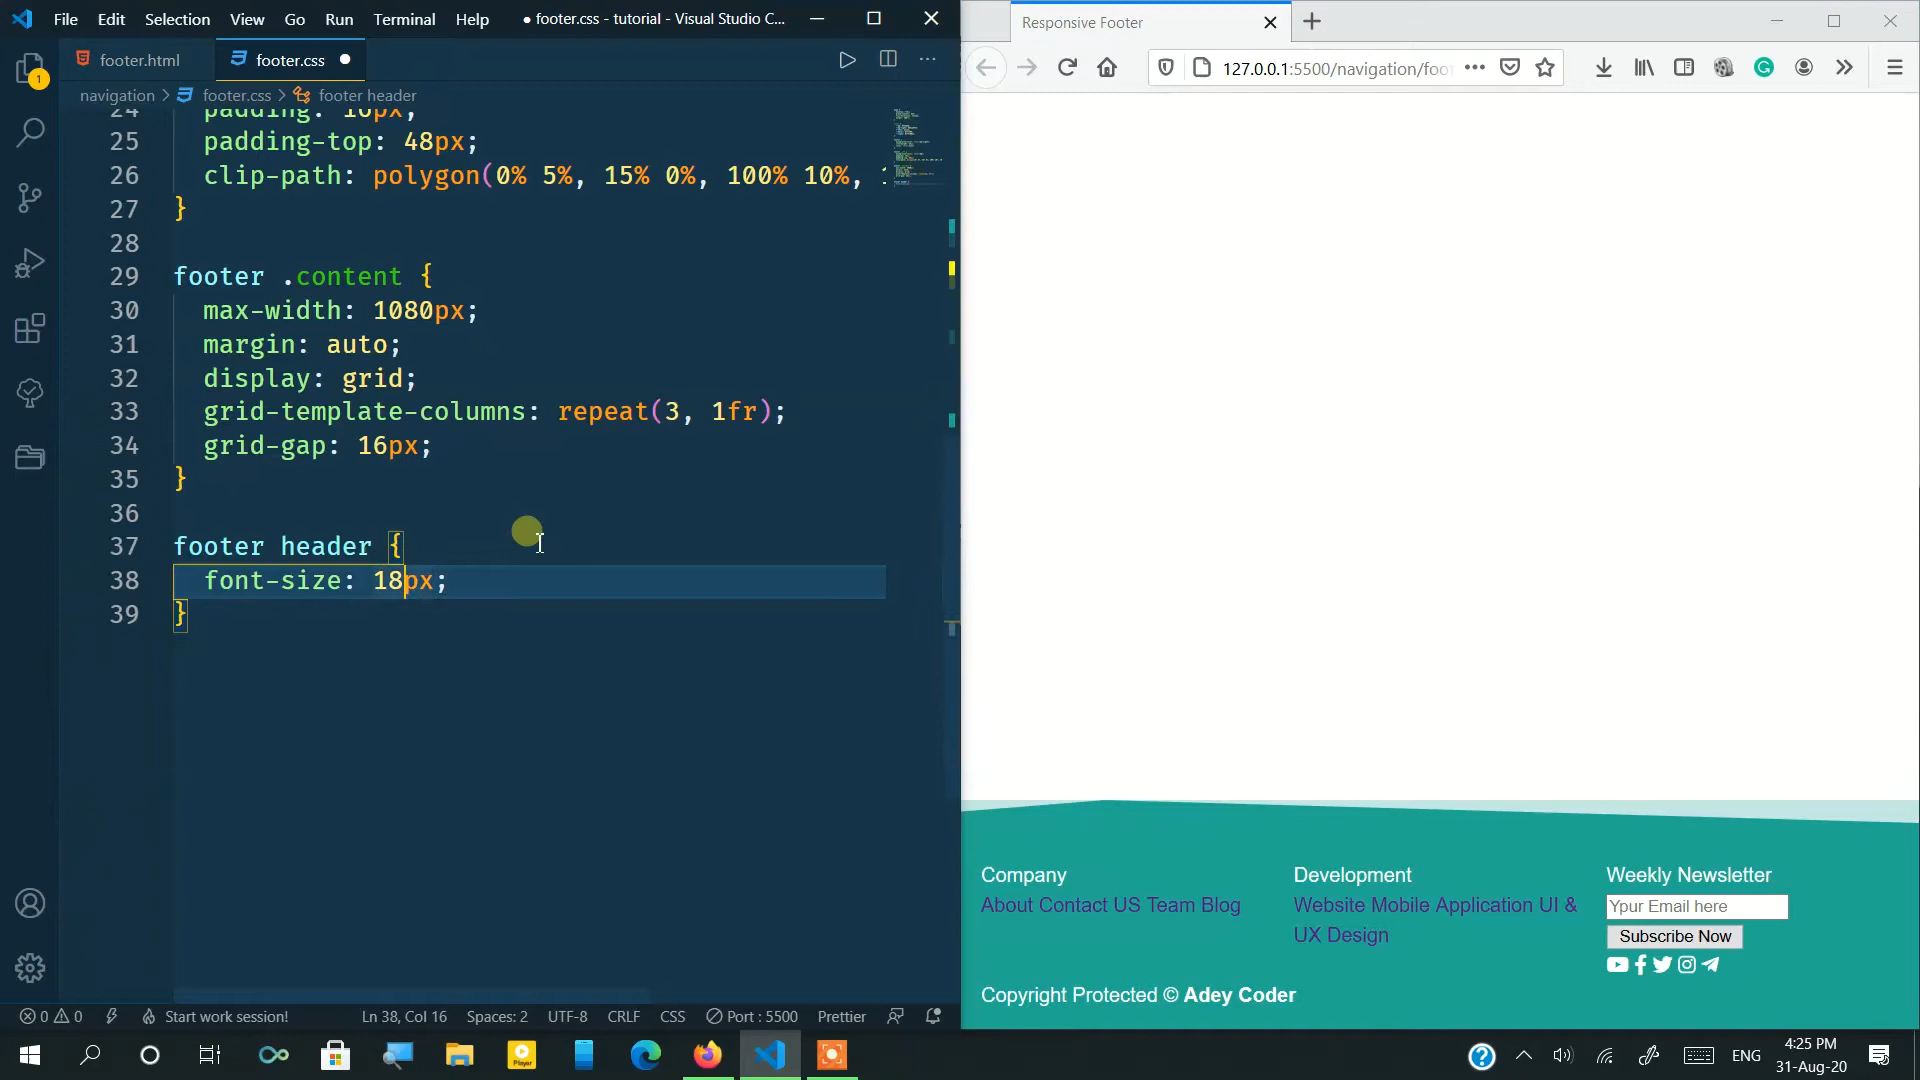 File Edit Selection View Go Run Terminal Help
● footer.css - tutorial - Visual Studio C...
footer.html
footer.css ●
navigation > footer.css > footer header
24 padding: 16px;
25 padding-top: 48px;
26 clip-path: polygon(0% 5%, 15% 0%, 100% 10%, 1
27 }
28
29 footer .content {
30 max-width: 1080px;
31 margin: auto;
32 display: grid;
33 grid-template-columns: repeat(3, 1fr);
34 grid-gap: 16px;
35 }
36
37 footer header {
38 font-size: 18px;
39 }
1
0 0 Start work session! Ln 38, Col 16 Spaces: 2 UTF-8 CRLF CSS Port : 5500 Prettier
Responsive Footer
127.0.0.1:5500/navigation/foo
Company
About Contact US Team Blog
Development
Website Mobile Application UI &
UX Design
Weekly Newsletter
Your Email here
Subscribe Now
Copyright Protected © Adey Coder
Player
ENG
4:25 PM
31-Aug-20